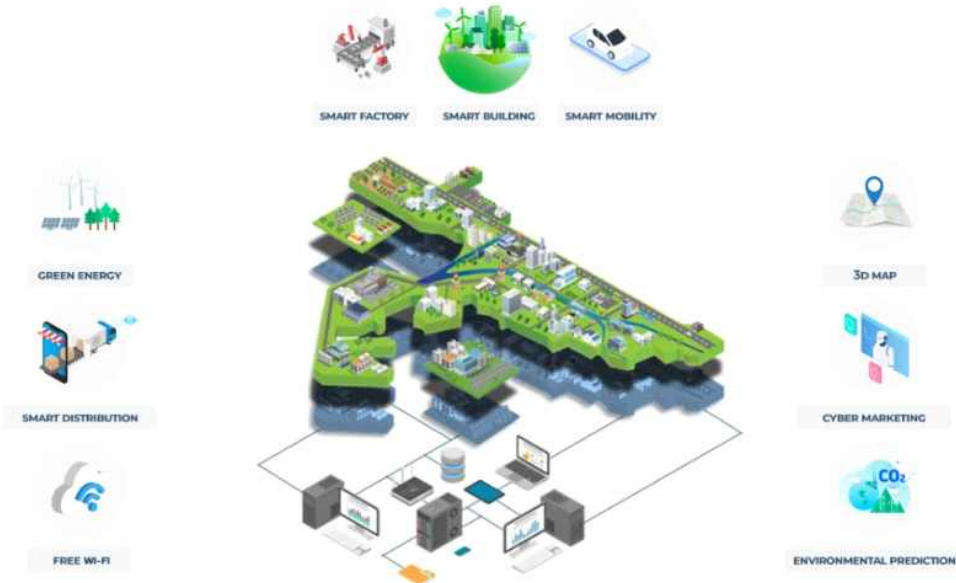 SMART FACTORY
SMART BUILDING
SMART MOBILITY
GREEN ENERGY
3D MAP
SMART DISTRIBUTION
CYBER MARKETING
CO₂
FREE WI-FI
ENVIRONMENTAL PREDICTION